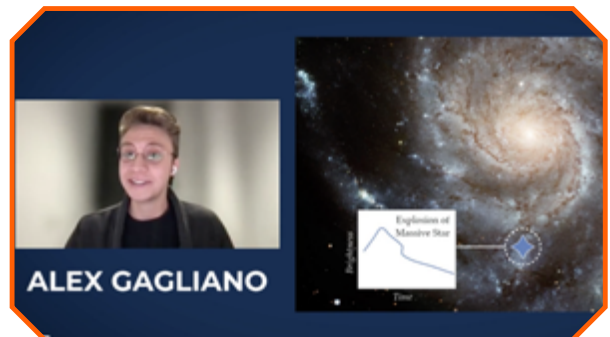 Explosion of
Massive Star
Brightness
Time
ALEX GAGLIANO